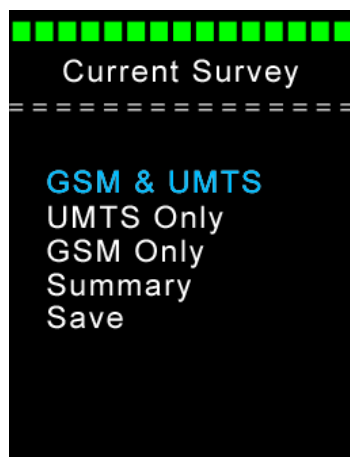 Current Survey
===============
GSM & UMTS
UMTS Only
GSM Only
Summary
Save